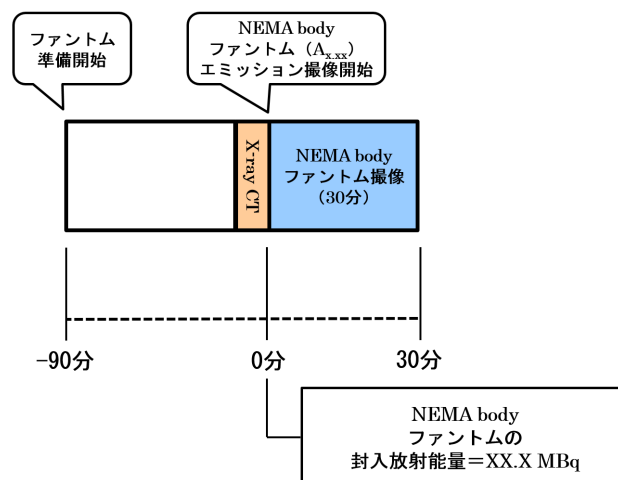 ファントム
準備開始
NEMA body
ファントム（Ax.xx）
エミッション撮像開始
X-ray CT
NEMA body
ファントム撮像
（30分）
−90分
0分
30分
NEMA body
ファントムの
封入放射能量＝XX.X MBq